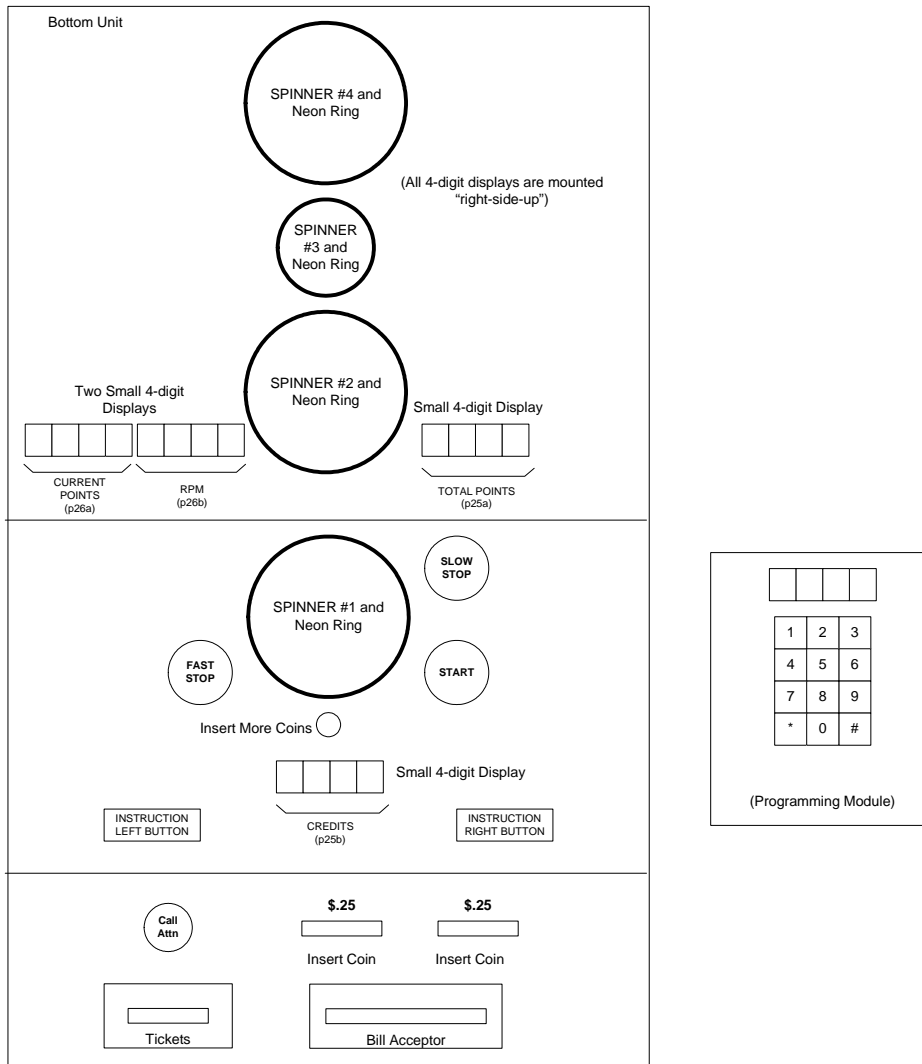 Bottom Unit
SPINNER #4 and
Neon Ring
(All 4-digit displays are mounted
“right-side-up”)
SPINNER
#3 and
Neon Ring
SPINNER #2 and
Neon Ring
Two Small 4-digit
Displays
Small 4-digit Display
CURRENT
POINTS
(p26a)
RPM
(p26b)
TOTAL POINTS
(p25a)
SLOW
STOP
SPINNER #1 and
Neon Ring
FAST
STOP
START
Insert More Coins
Small 4-digit Display
INSTRUCTION
LEFT BUTTON
CREDITS
(p25b)
INSTRUCTION
RIGHT BUTTON
1 2 3
4 5 6
7 8 9
* 0 #
(Programming Module)
Call
Attn
$.25
$.25
Insert Coin
Insert Coin
Tickets
Bill Acceptor